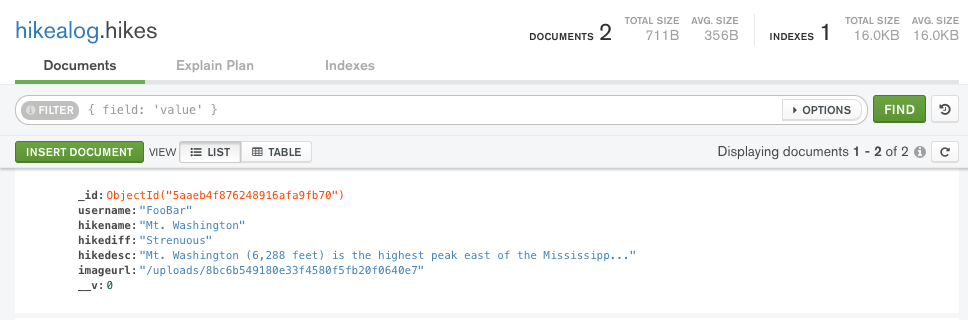 hikealog.hikes
DOCUMENTS 2 TOTAL SIZE 711B AVG. SIZE 356B INDEXES 1 TOTAL SIZE 16.0KB AVG. SIZE 16.0KB
Documents Explain Plan Indexes
FILTER { field: 'value' } OPTIONS FIND
INSERT DOCUMENT VIEW LIST TABLE Displaying documents 1 - 2 of 2
_id: ObjectId("5aaeb4f876248916afa9fb70")
username: "FooBar"
hikename: "Mt. Washington"
hikediff: "Strenuous"
hikedesc: "Mt. Washington (6,288 feet) is the highest peak east of the Mississipp..."
imageurl: "/uploads/8bc6b549180e33f4580f5fb20f0640e7"
__v: 0